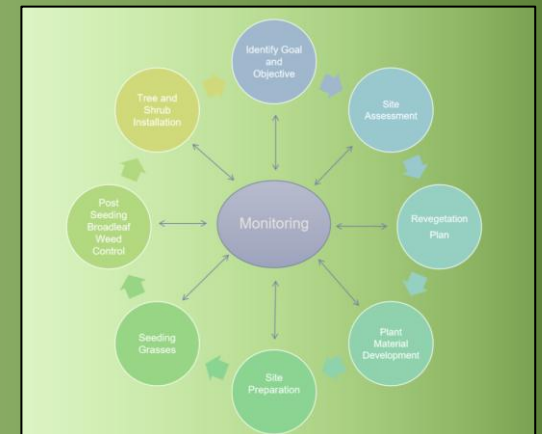 Identify Goal
and
Objective
Site
Assessment
Revegetation
Plan
Plant
Material
Development
Site
Preparation
Seeding
Grasses
Post
Seeding
Broadleaf
Weed
Control
Tree and
Shrub
Installation
Monitoring